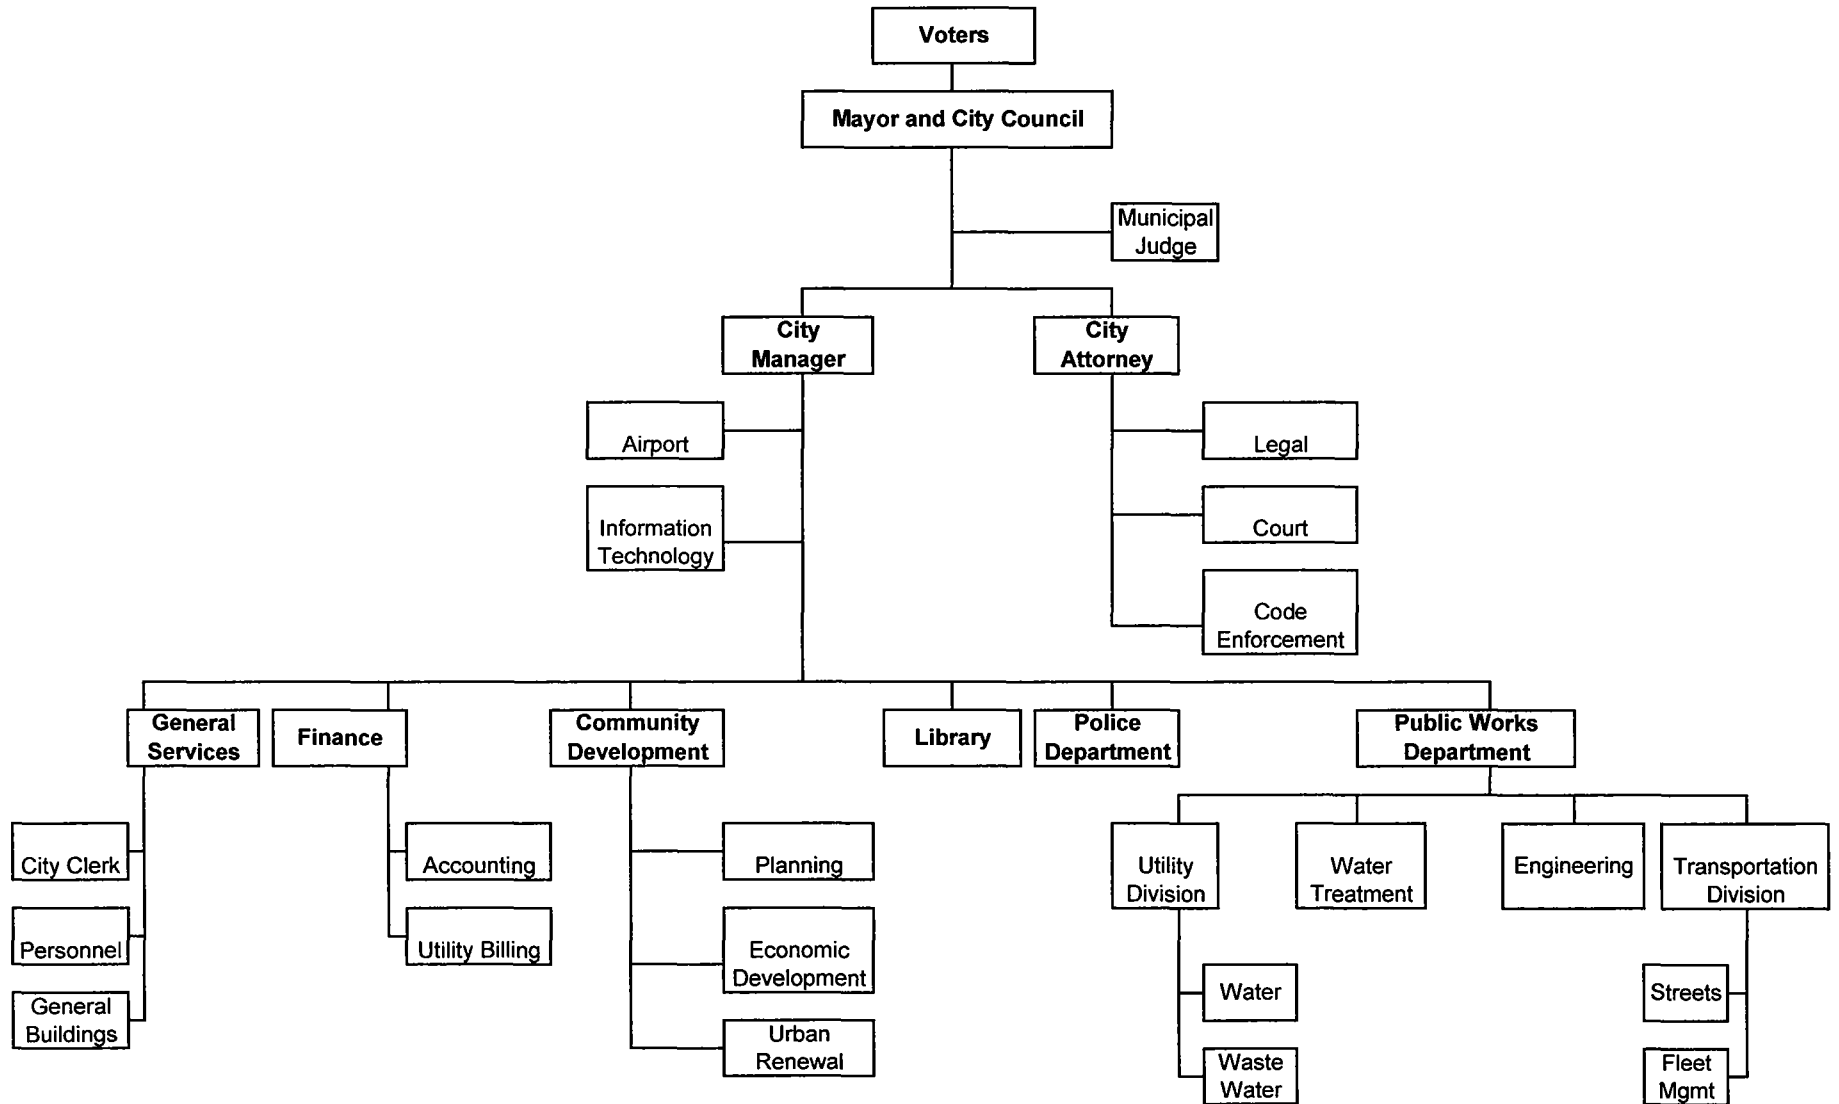 Voters
Mayor and City Council
Municipal
Judge
City
Manager
City
Attorney
Airport
Legal
Information
Technology
Court
Code
Enforcement
General
Services
Finance
Community
Development
Library
Police
Department
Public Works
Department
City Clerk
Accounting
Planning
Utility
Division
Water
Treatment
Engineering
Transportation
Division
Personnel
Utility Billing
Economic
Development
Water
Streets
General
Buildings
Urban
Renewal
Waste
Water
Fleet
Mgmt